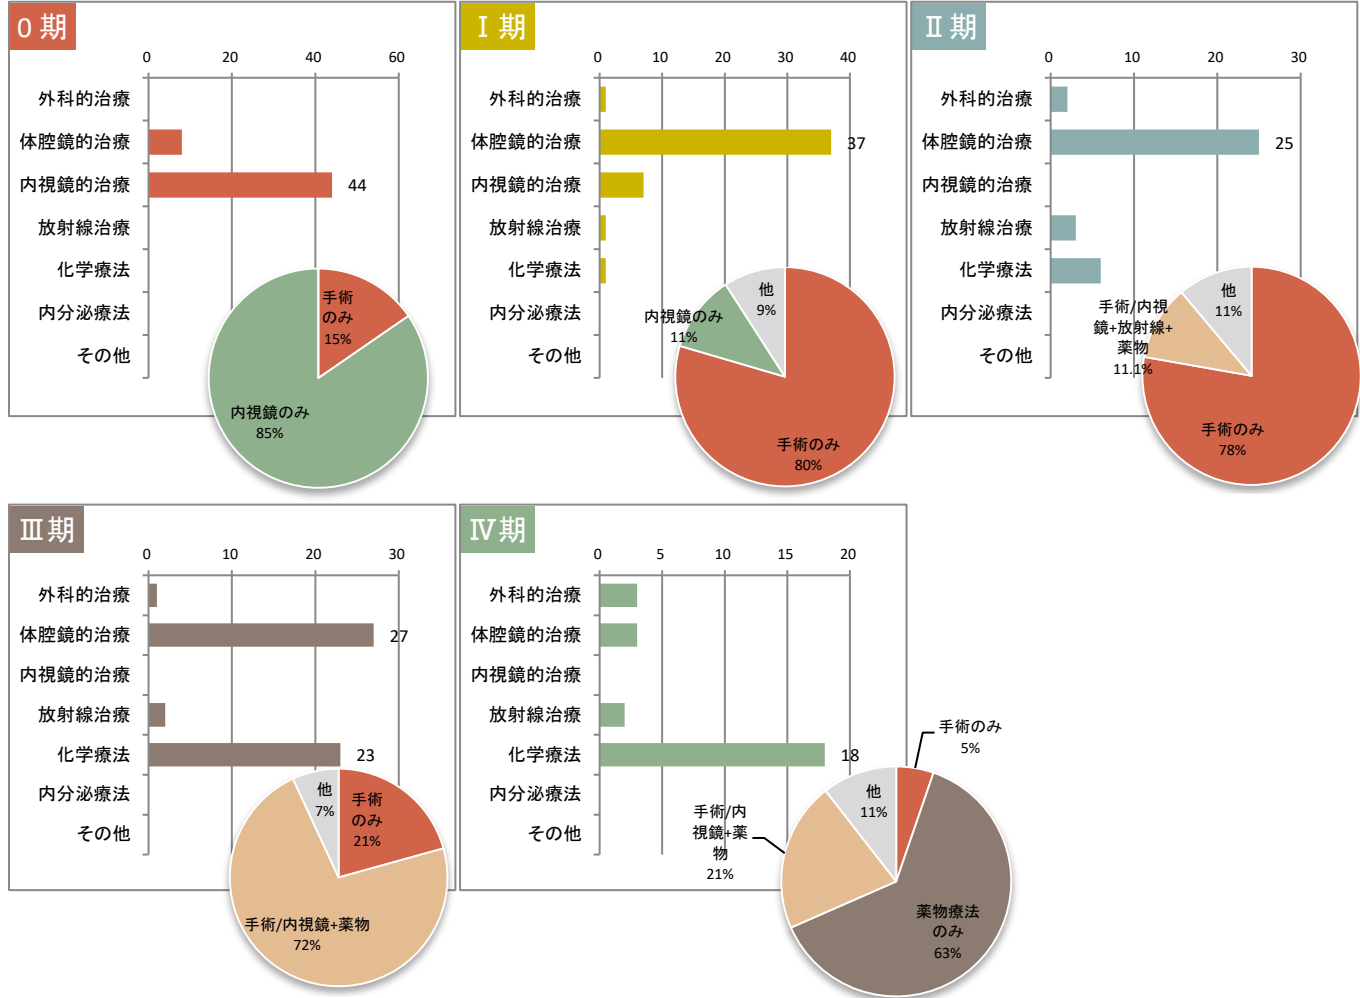 0 期
0 20 40 60
外科的治療
体腔鏡的治療
内視鏡的治療 44
放射線治療
化学療法
内分泌療法
その他
手術
のみ
15%
内視鏡のみ
85%
Ⅰ 期
0 10 20 30 40
外科的治療
体腔鏡的治療 37
内視鏡的治療
放射線治療
化学療法
内分泌療法
その他
他
9%
内視鏡のみ
11%
手術のみ
80%
Ⅱ 期
0 10 20 30
外科的治療
体腔鏡的治療 25
内視鏡的治療
放射線治療
化学療法
内分泌療法
その他
他
11%
手術/内視
鏡+放射線+
薬物
11.1%
手術のみ
78%
Ⅲ 期
0 10 20 30
外科的治療
体腔鏡的治療 27
内視鏡的治療
放射線治療
化学療法 23
内分泌療法
その他
他
7%
手術
のみ
21%
手術/内視鏡+薬物
72%
Ⅳ 期
0 5 10 15 20
外科的治療
体腔鏡的治療
内視鏡的治療
放射線治療
化学療法 18
内分泌療法
その他
手術のみ
5%
他
11%
手術/内
視鏡+薬
物
21%
薬物療法
のみ
63%